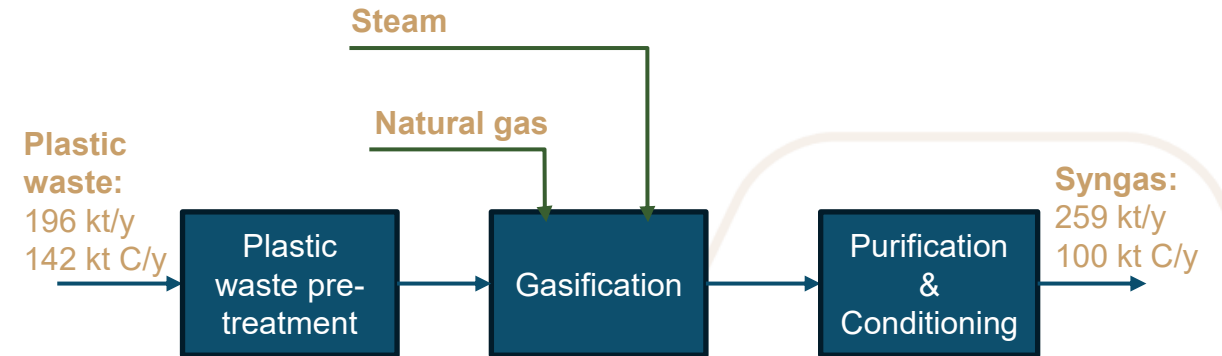 Steam
Natural gas
Plastic
waste:
196 kt/y
142 kt C/y
Plastic
waste pre-
treatment
Gasification
Purification
&
Conditioning
Syngas:
259 kt/y
100 kt C/y